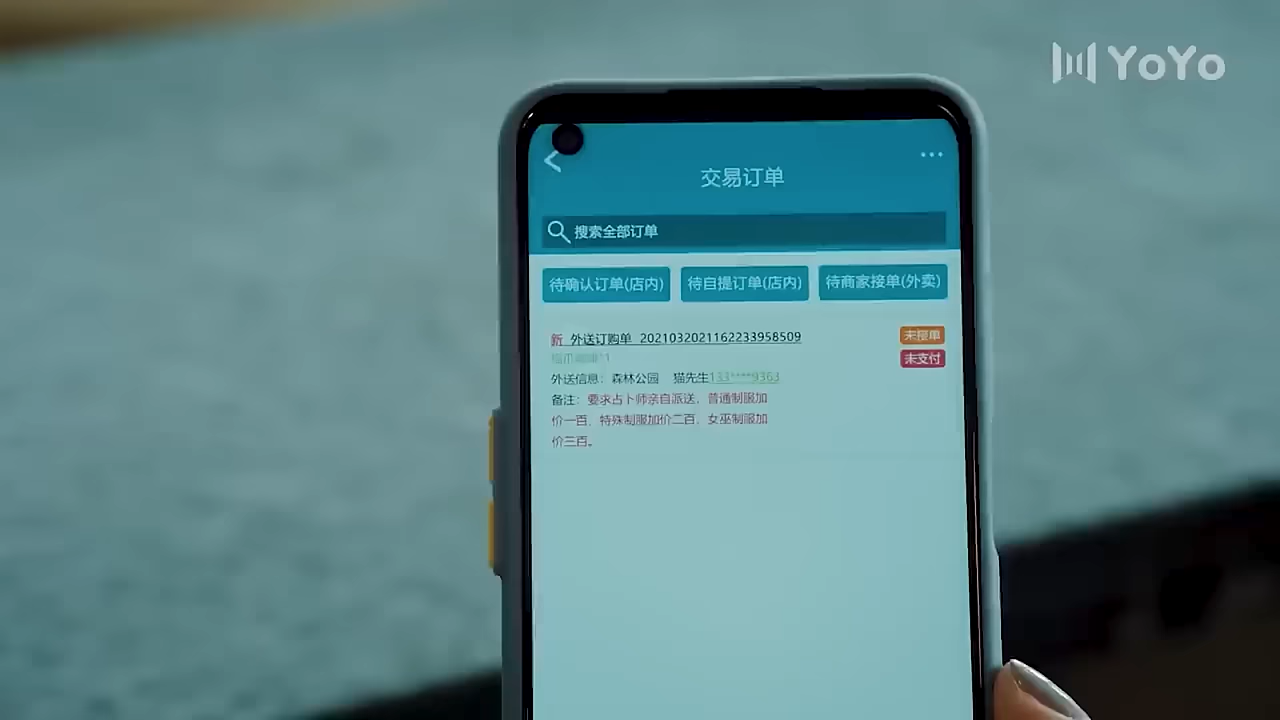 YoYo
交易订单
搜索全部订单
待确认订单(店内) 待自提订单(店内) 待商家接单(外卖)
新 外送订购单 2021032021162233958509 未接单
未支付
外送信息：森林公园 猫先生133****9363
备注：要求占卜师亲自派送，普通制服加
价一百，特殊制服加价二百，女巫制服加
价三百。